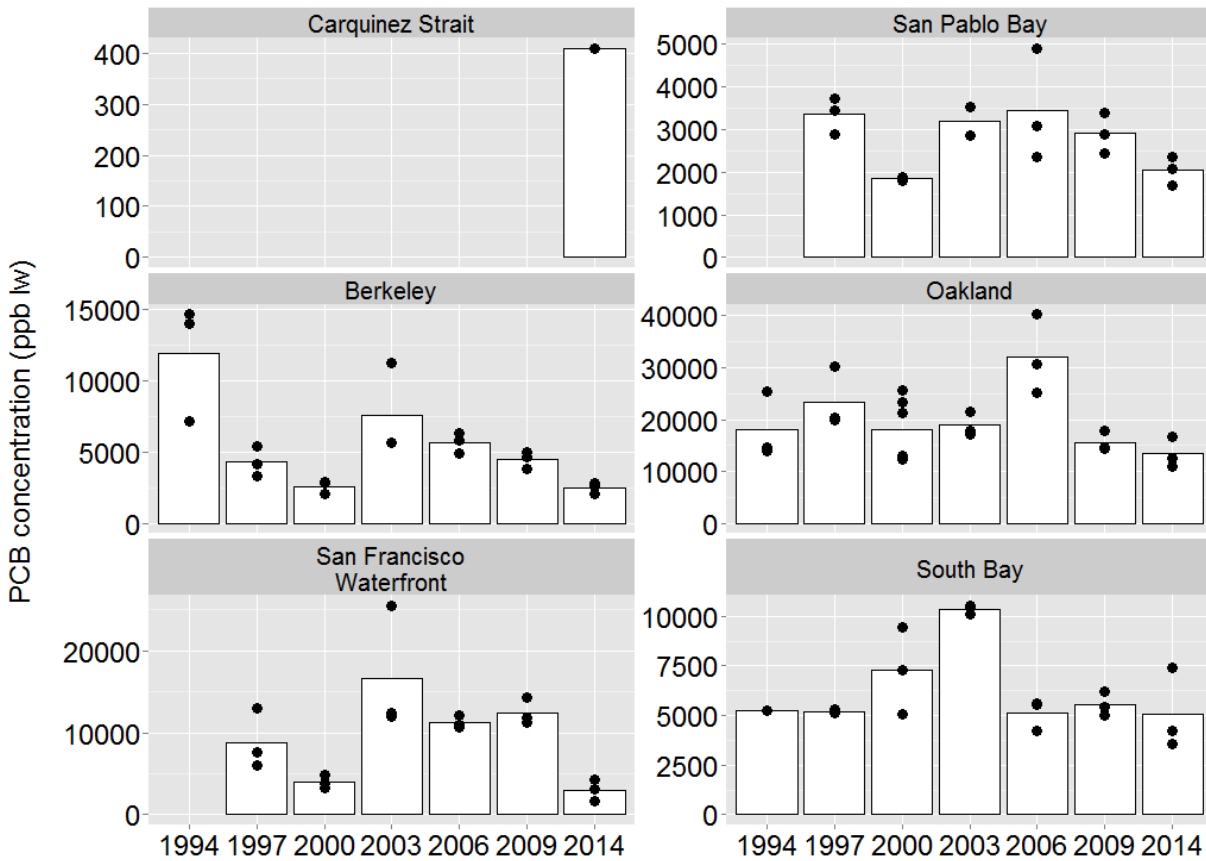 PCB concentration (ppb lw)
Carquinez Strait
400
300
200
100
0
San Pablo Bay
5000
4000
3000
2000
1000
0
Berkeley
15000
10000
5000
0
Oakland
40000
30000
20000
10000
0
San Francisco
Waterfront
20000
10000
0
South Bay
10000
7500
5000
2500
0
1994 1997 2000 2003 2006 2009 2014
1994 1997 2000 2003 2006 2009 2014